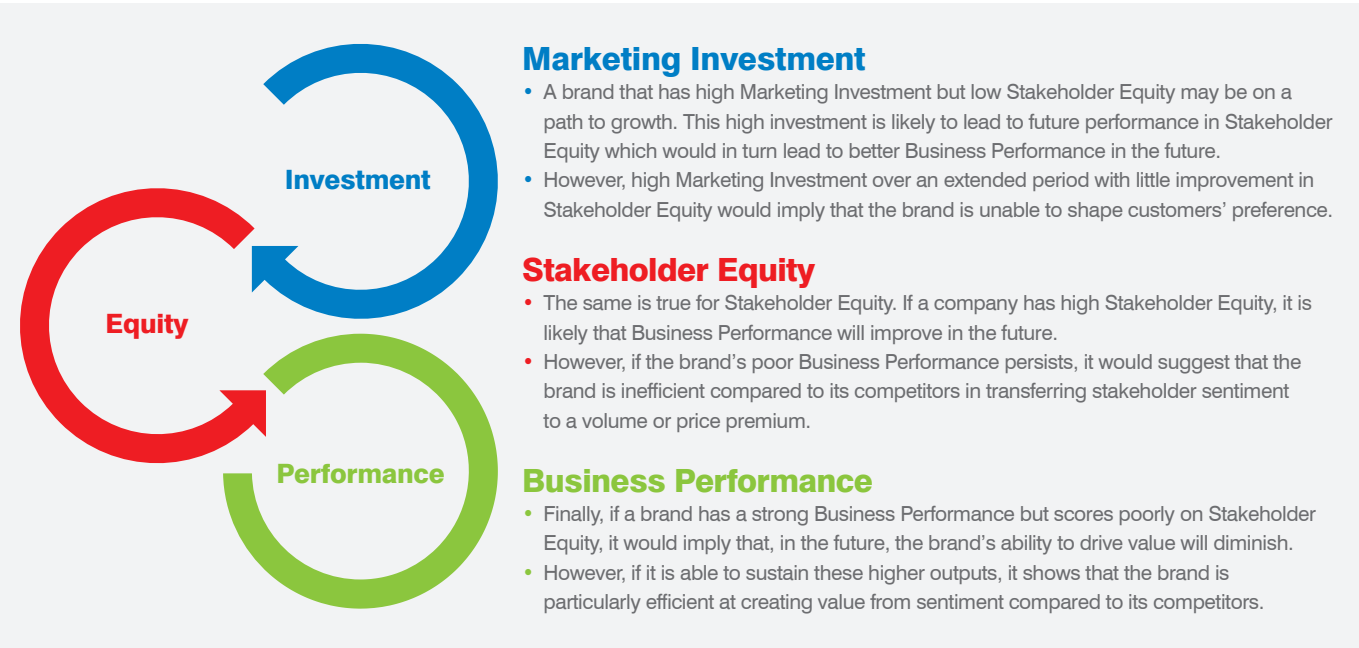 Investment
Equity
Performance
Marketing Investment
• A brand that has high Marketing Investment but low Stakeholder Equity may be on a
path to growth. This high investment is likely to lead to future performance in Stakeholder
Equity which would in turn lead to better Business Performance in the future.
• However, high Marketing Investment over an extended period with little improvement in
Stakeholder Equity would imply that the brand is unable to shape customers’ preference.
Stakeholder Equity
• The same is true for Stakeholder Equity. If a company has high Stakeholder Equity, it is
likely that Business Performance will improve in the future.
• However, if the brand’s poor Business Performance persists, it would suggest that the
brand is inefficient compared to its competitors in transferring stakeholder sentiment
to a volume or price premium.
Business Performance
• Finally, if a brand has a strong Business Performance but scores poorly on Stakeholder
Equity, it would imply that, in the future, the brand’s ability to drive value will diminish.
• However, if it is able to sustain these higher outputs, it shows that the brand is
particularly efficient at creating value from sentiment compared to its competitors.